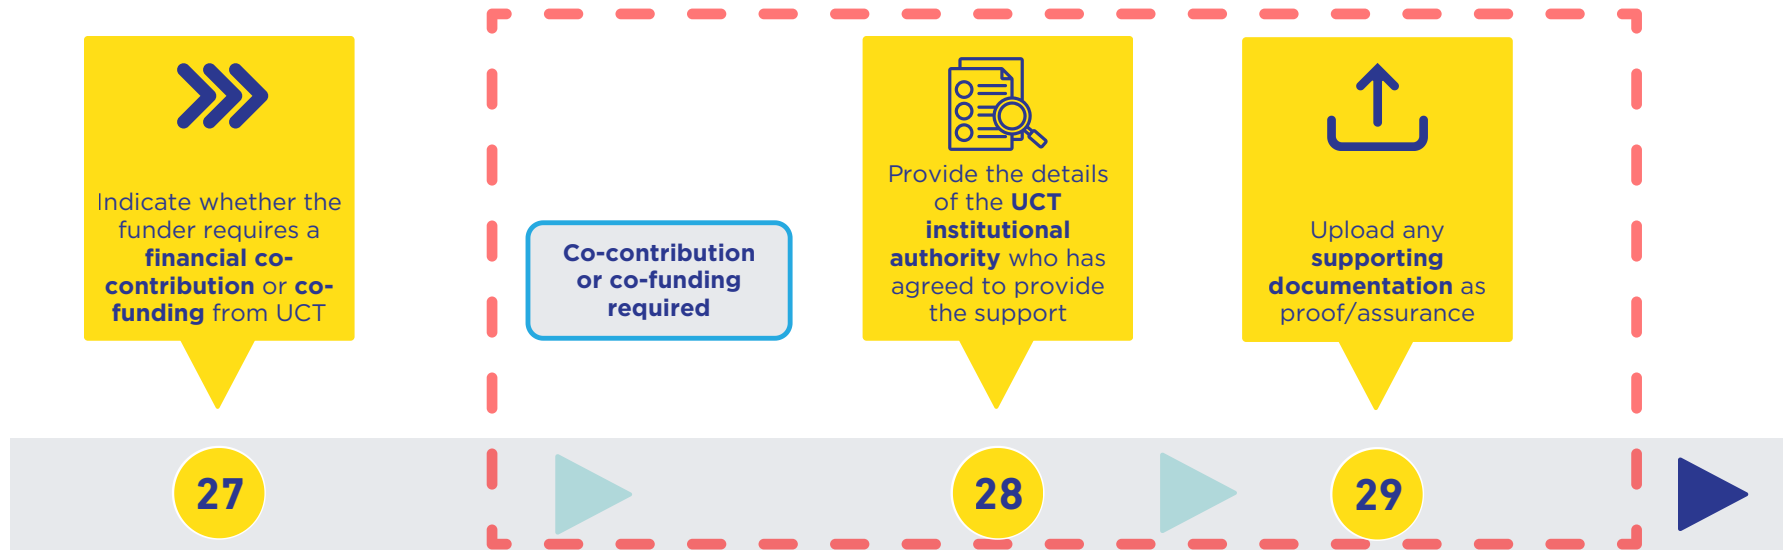 Indicate whether the
funder requires a
financial co-
contribution or co-
funding from UCT
Co-contribution
or co-funding
required
Provide the details
of the UCT
institutional
authority who has
agreed to provide
the support
Upload any
supporting
documentation as
proof/assurance
27
28
29